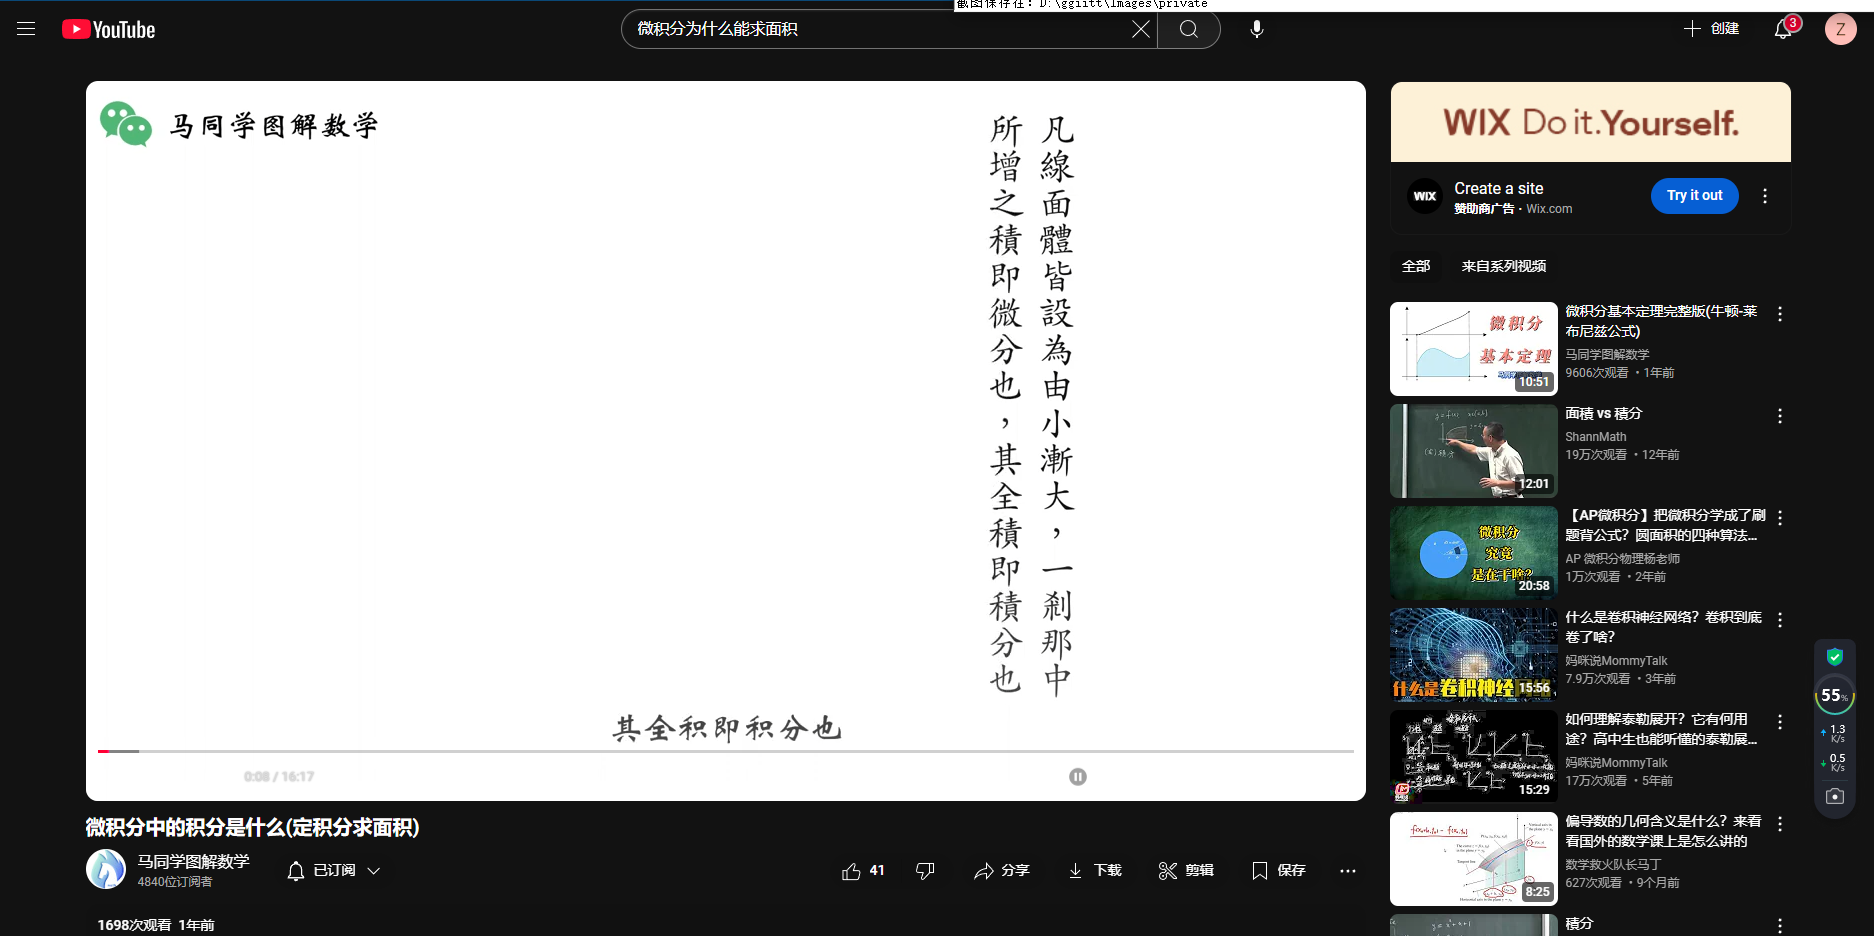 截图保存在: D:\ggiitt\Images\private
YouTube
微积分为什么能求面积
创建
3
Z
马同学图解数学
凡線面體皆設為由小漸大，一剎那中
所增之積即微分也，其全積即積分也
其全积即积分也
0:08 / 16:17
微积分中的积分是什么(定积分求面积)
马同学图解数学
4840位订阅者
已订阅
41
分享
下载
剪辑
保存
1698次观看 1年前
WIX Do it.Yourself.
WIX
Create a site
赞助商广告 · Wix.com
Try it out
全部
来自系列视频
微积分
基本定理
10:51
微积分基本定理完整版(牛顿-莱
布尼兹公式)
马同学图解数学
9606次观看 · 1年前
12:01
面積 vs 積分
ShannMath
19万次观看 · 12年前
微积分
究竟
是在干啥?
20:58
【AP微积分】把微积分学成了刷
题背公式？圆面积的四种算法...
AP 微积分物理杨老师
1万次观看 · 2年前
什么是卷积神经网络
15:56
什么是卷积神经网络？卷积到底
卷了啥？
妈咪说MommyTalk
7.9万次观看 · 3年前
15:29
如何理解泰勒展开？它有何用
途？高中生也能听懂的泰勒展...
妈咪说MommyTalk
17万次观看 · 5年前
8:25
偏导数的几何含义是什么？来看
看国外的数学课上是怎么讲的
数学救火队长马丁
627次观看 · 9个月前
積分
55%
1.3
K/s
0.5
K/s